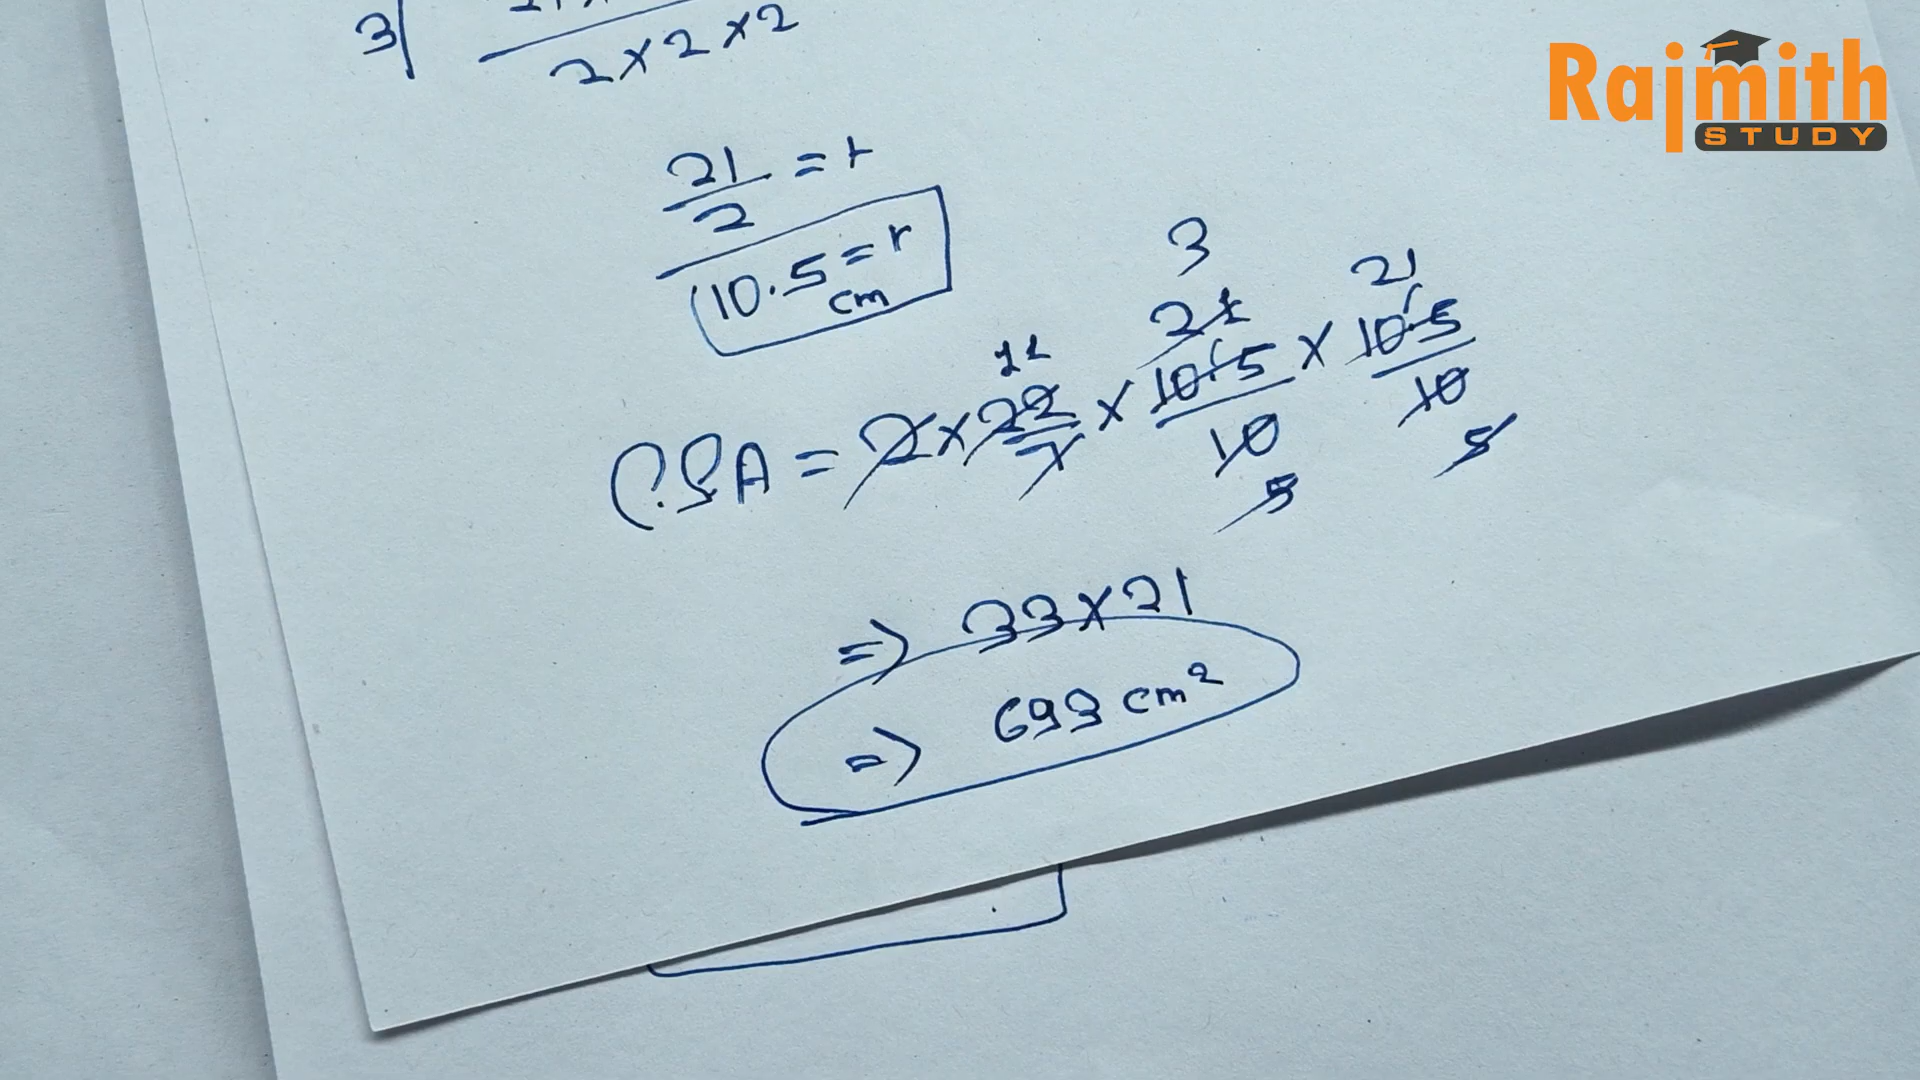 Rajmith
STUDY
3
2 × 2 × 2
21/2 = r
10.5 = r
cm
C.S.A = 2 × 22/7 × 10.5/10 × 10.5/10
11
21
3
21
5
5
=> 33 × 21
=> 693 cm²